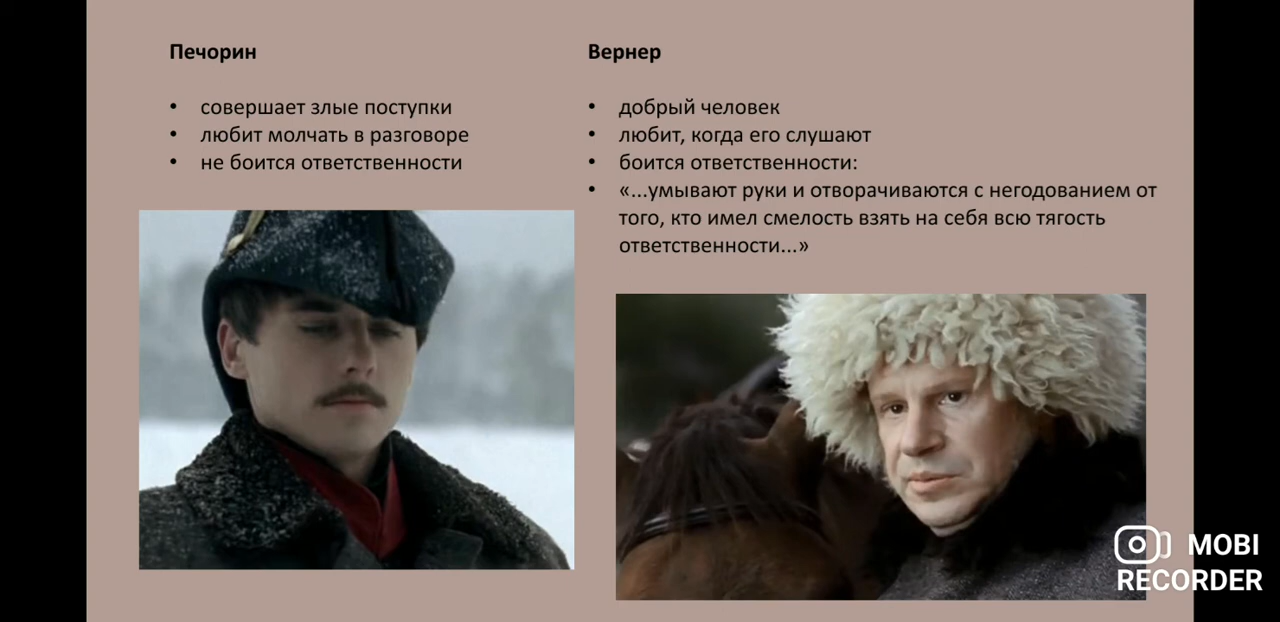 Печорин
• совершает злые поступки
• любит молчать в разговоре
• не боится ответственности
Вернер
• добрый человек
• любит, когда его слушают
• боится ответственности:
• «...умывают руки и отворачиваются с негодованием от
того, кто имел смелость взять на себя всю тягость
ответственности...»
MOBI
RECORDER